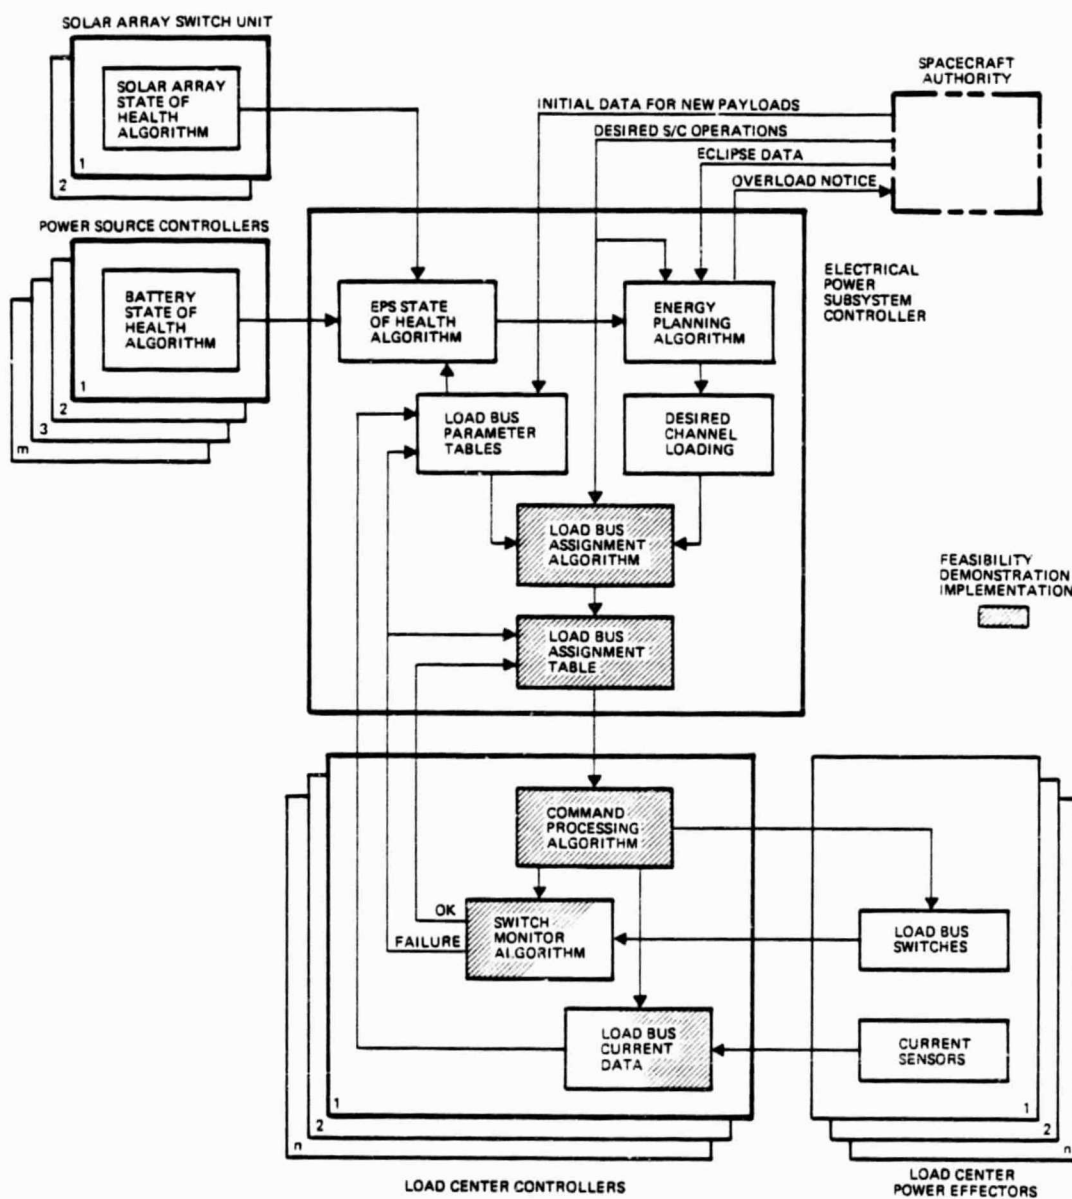 SOLAR ARRAY SWITCH UNIT
SOLAR ARRAY
STATE OF
HEALTH
ALGORITHM
1
2
SPACECRAFT
AUTHORITY
INITIAL DATA FOR NEW PAYLOADS
DESIRED S/C OPERATIONS
ECLIPSE DATA
OVERLOAD NOTICE
POWER SOURCE CONTROLLERS
BATTERY
STATE OF
HEALTH
ALGORITHM
1
2
3
m
ELECTRICAL
POWER
SUBSYSTEM
CONTROLLER
EPS STATE
OF HEALTH
ALGORITHM
ENERGY
PLANNING
ALGORITHM
LOAD BUS
PARAMETER
TABLES
DESIRED
CHANNEL
LOADING
LOAD BUS
ASSIGNMENT
ALGORITHM
LOAD BUS
ASSIGNMENT
TABLE
FEASIBILITY
DEMONSTRATION
IMPLEMENTATION
COMMAND
PROCESSING
ALGORITHM
OK
FAILURE
SWITCH
MONITOR
ALGORITHM
LOAD BUS
SWITCHES
LOAD BUS
CURRENT
DATA
CURRENT
SENSORS
1
2
n
1
2
n
LOAD CENTER CONTROLLERS
LOAD CENTER
POWER EFFECTORS